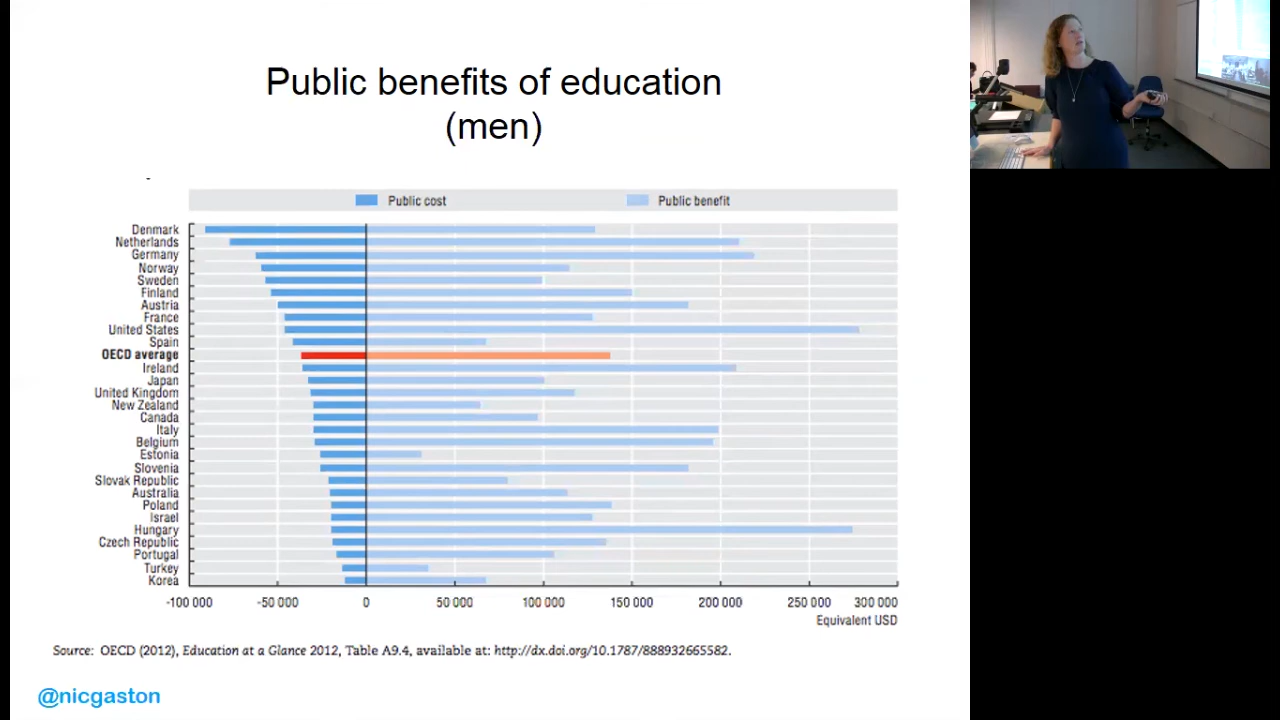 Public benefits of education
(men)
Public cost
Public benefit
Denmark
Netherlands
Germany
Norway
Sweden
Finland
Austria
France
United States
Spain
OECD average
Ireland
Japan
United Kingdom
New Zealand
Canada
Italy
Belgium
Estonia
Slovenia
Slovak Republic
Australia
Poland
Israel
Hungary
Czech Republic
Portugal
Turkey
Korea
-100 000 -50 000 0 50 000 100 000 150 000 200 000 250 000 300 000
Equivalent USD
Source: OECD (2012), Education at a Glance 2012, Table A9.4, available at: http://dx.doi.org/10.1787/888932665582.
@nicgaston